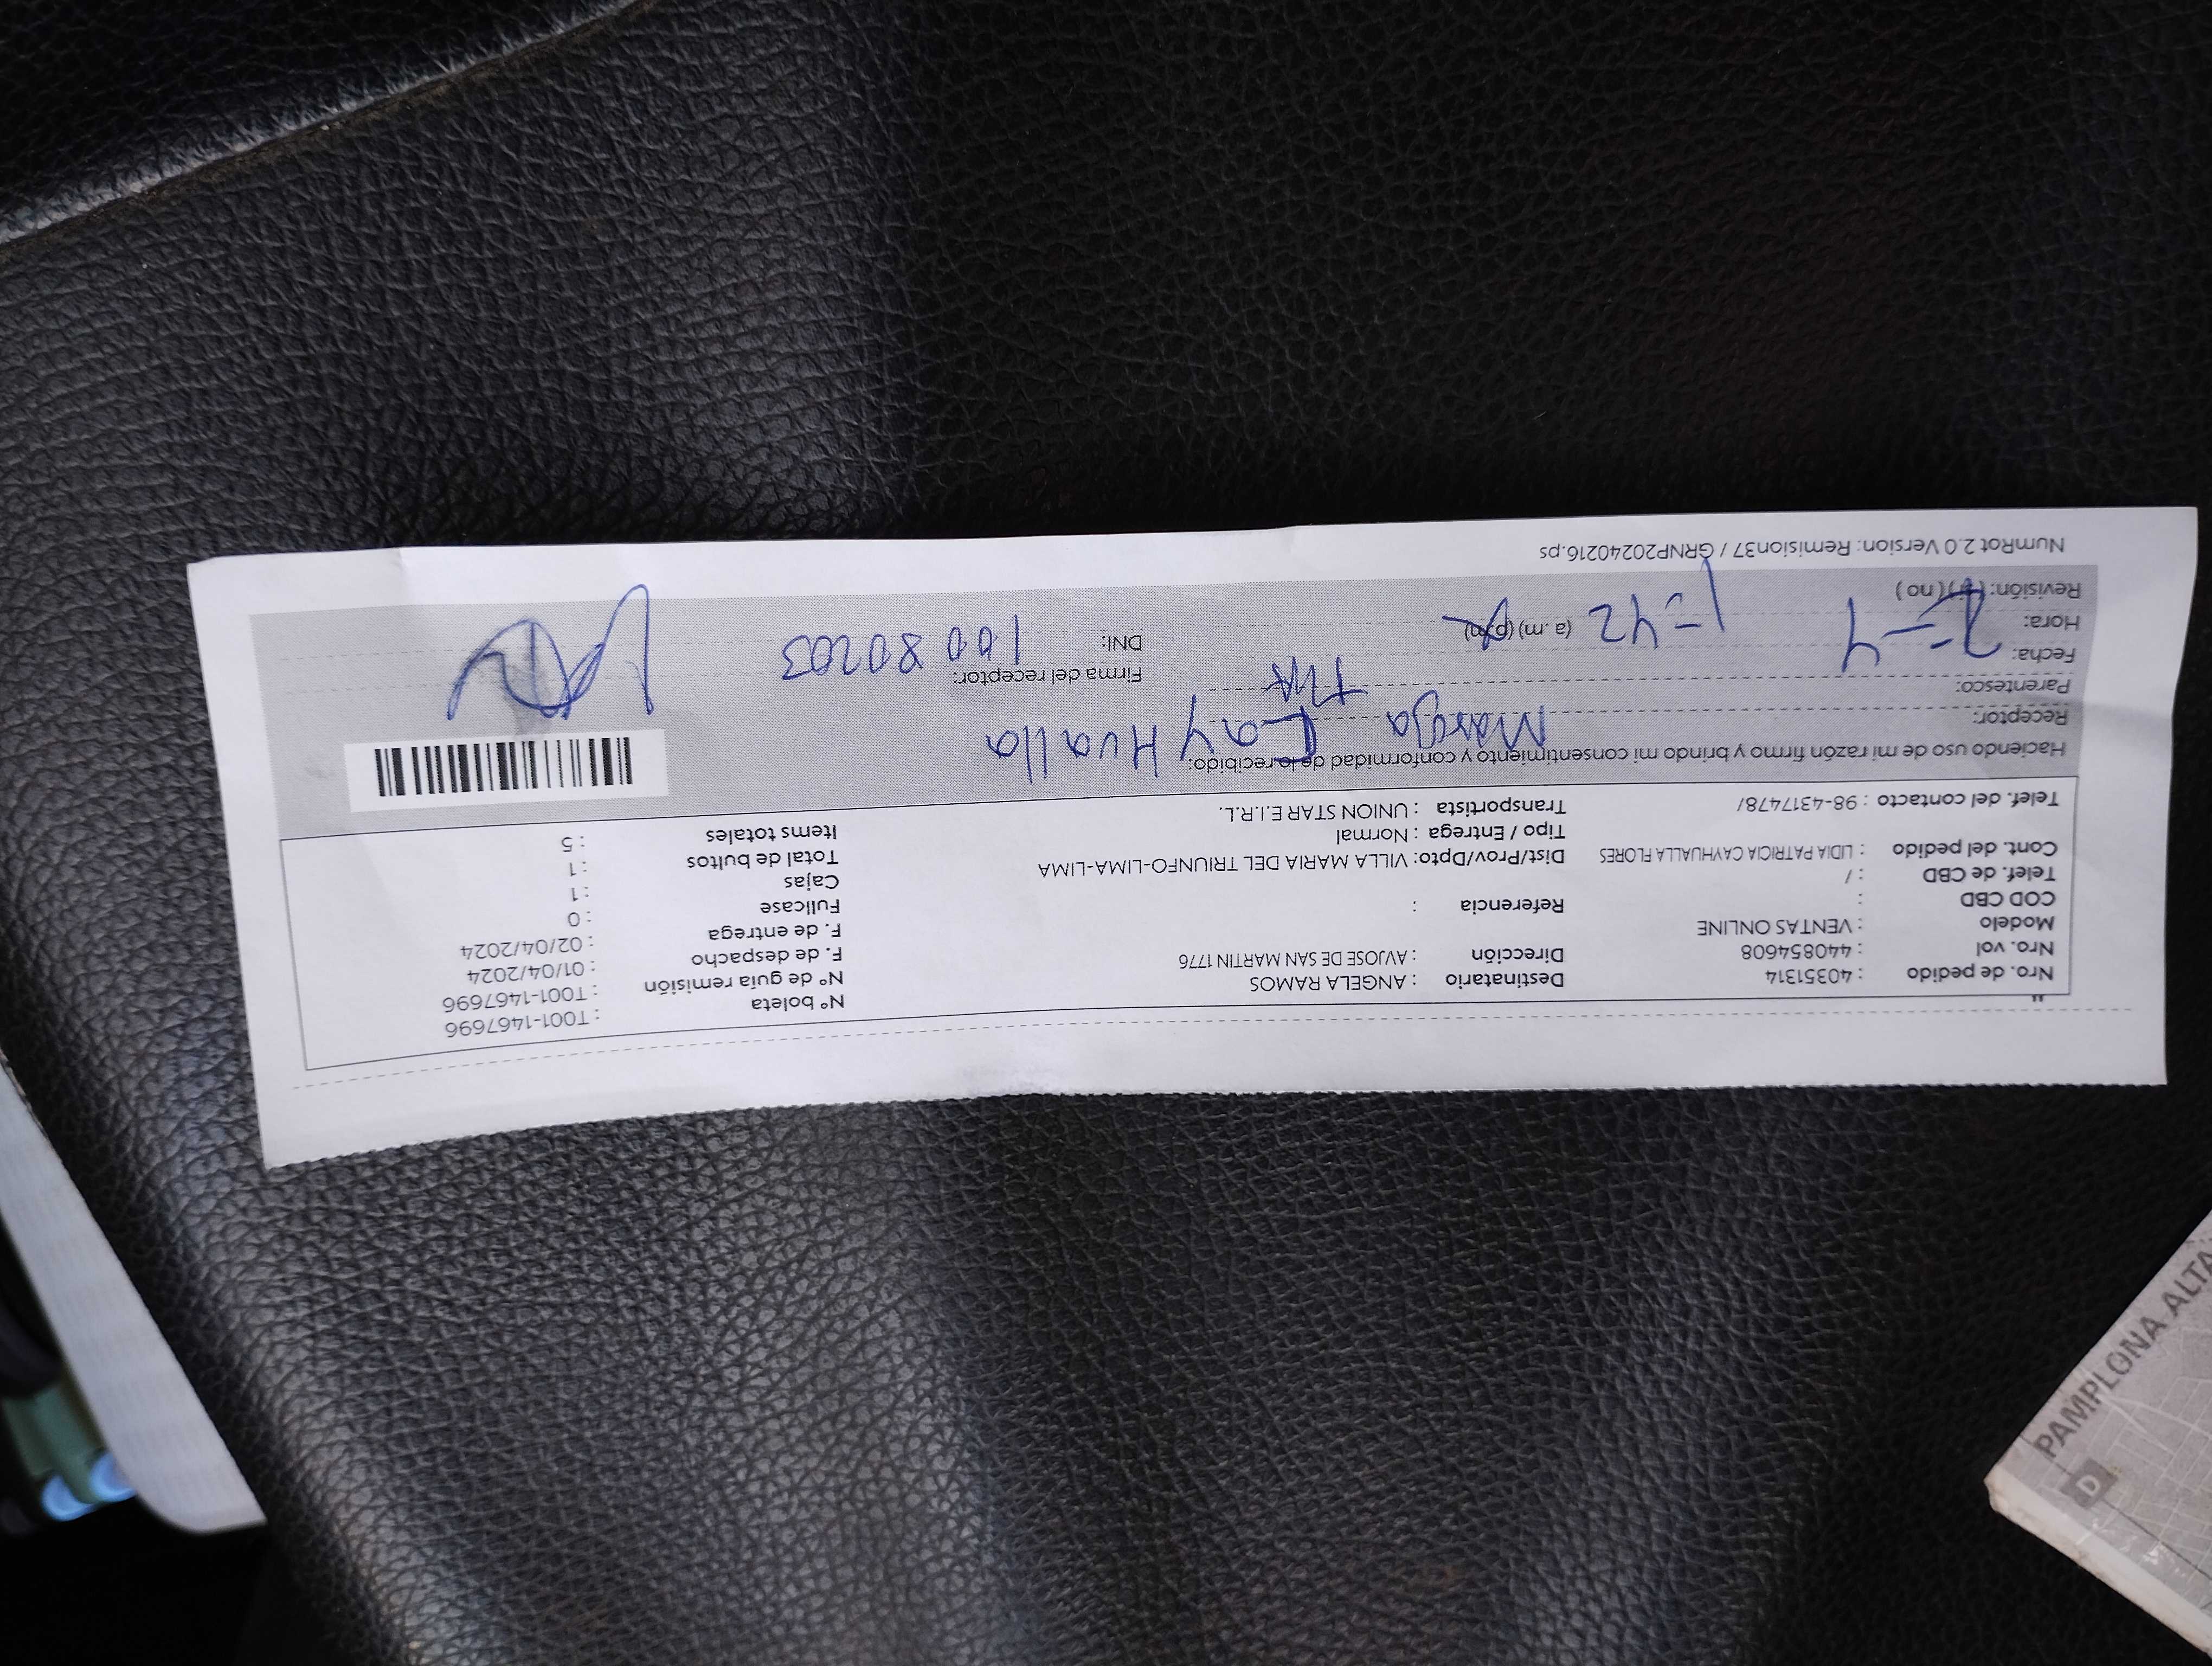 "
Nro. de pedido : 40351314 Destinatario : ANGELA RAMOS Nº boleta : T001-1467696
Nro. vol : 440854608 Dirección : AVJOSE DE SAN MARTIN 1776 Nº de guía remisión : T001-1467696
Modelo : VENTAS ONLINE F. de despacho : 01/04/2024
COD CBD : Referencia : F. de entrega : 02/04/2024
Telef. de CBD : / Fullcase : 0
Cont. del pedido : LIDIA PATRICIA CAYHUALLA FLORES Dist/Prov/Dpto: VILLA MARIA DEL TRIUNFO-LIMA-LIMA Cajas : 1
Tipo / Entrega : Normal Total de bultos : 1
Telef. del contacto : 98-4317478/ Transportista : UNION STAR E.I.R.L. Items totales : 5
Haciendo uso de mi razón firmo y brindo mi consentimiento y conformidad de lo recibido:
Receptor: Cay Hualla
Parentesco:
Fecha: 2-4 Firma del receptor:
Hora: 1-42 (a.m) (p.m) DNI: 10080203
Revisión: (si) (no)
NumRot 2.0 Version: Remision37 / GRNP20240216.ps
PAMPLONA ALTA
D